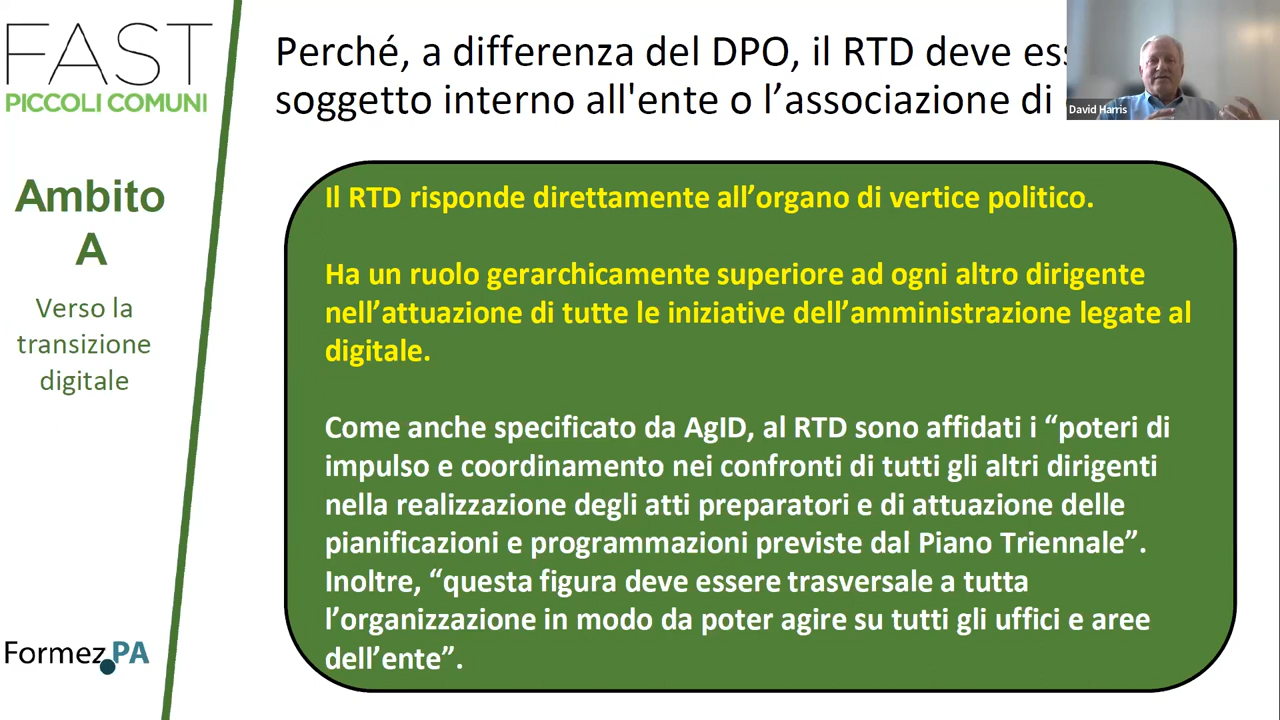 FAST
PICCOLI COMUNI
Ambito
A
Verso la
transizione
digitale
Formez PA
Perché, a differenza del DPO, il RTD deve
soggetto interno all'ente o l’associazione di
David Harris
Il RTD risponde direttamente all’organo di vertice politico.
Ha un ruolo gerarchicamente superiore ad ogni altro dirigente
nell’attuazione di tutte le iniziative dell’amministrazione legate al
digitale.
Come anche specificato da AgID, al RTD sono affidati i “poteri di
impulso e coordinamento nei confronti di tutti gli altri dirigenti
nella realizzazione degli atti preparatori e di attuazione delle
pianificazioni e programmazioni previste dal Piano Triennale”.
Inoltre, “questa figura deve essere trasversale a tutta
l’organizzazione in modo da poter agire su tutti gli uffici e aree
dell’ente”.